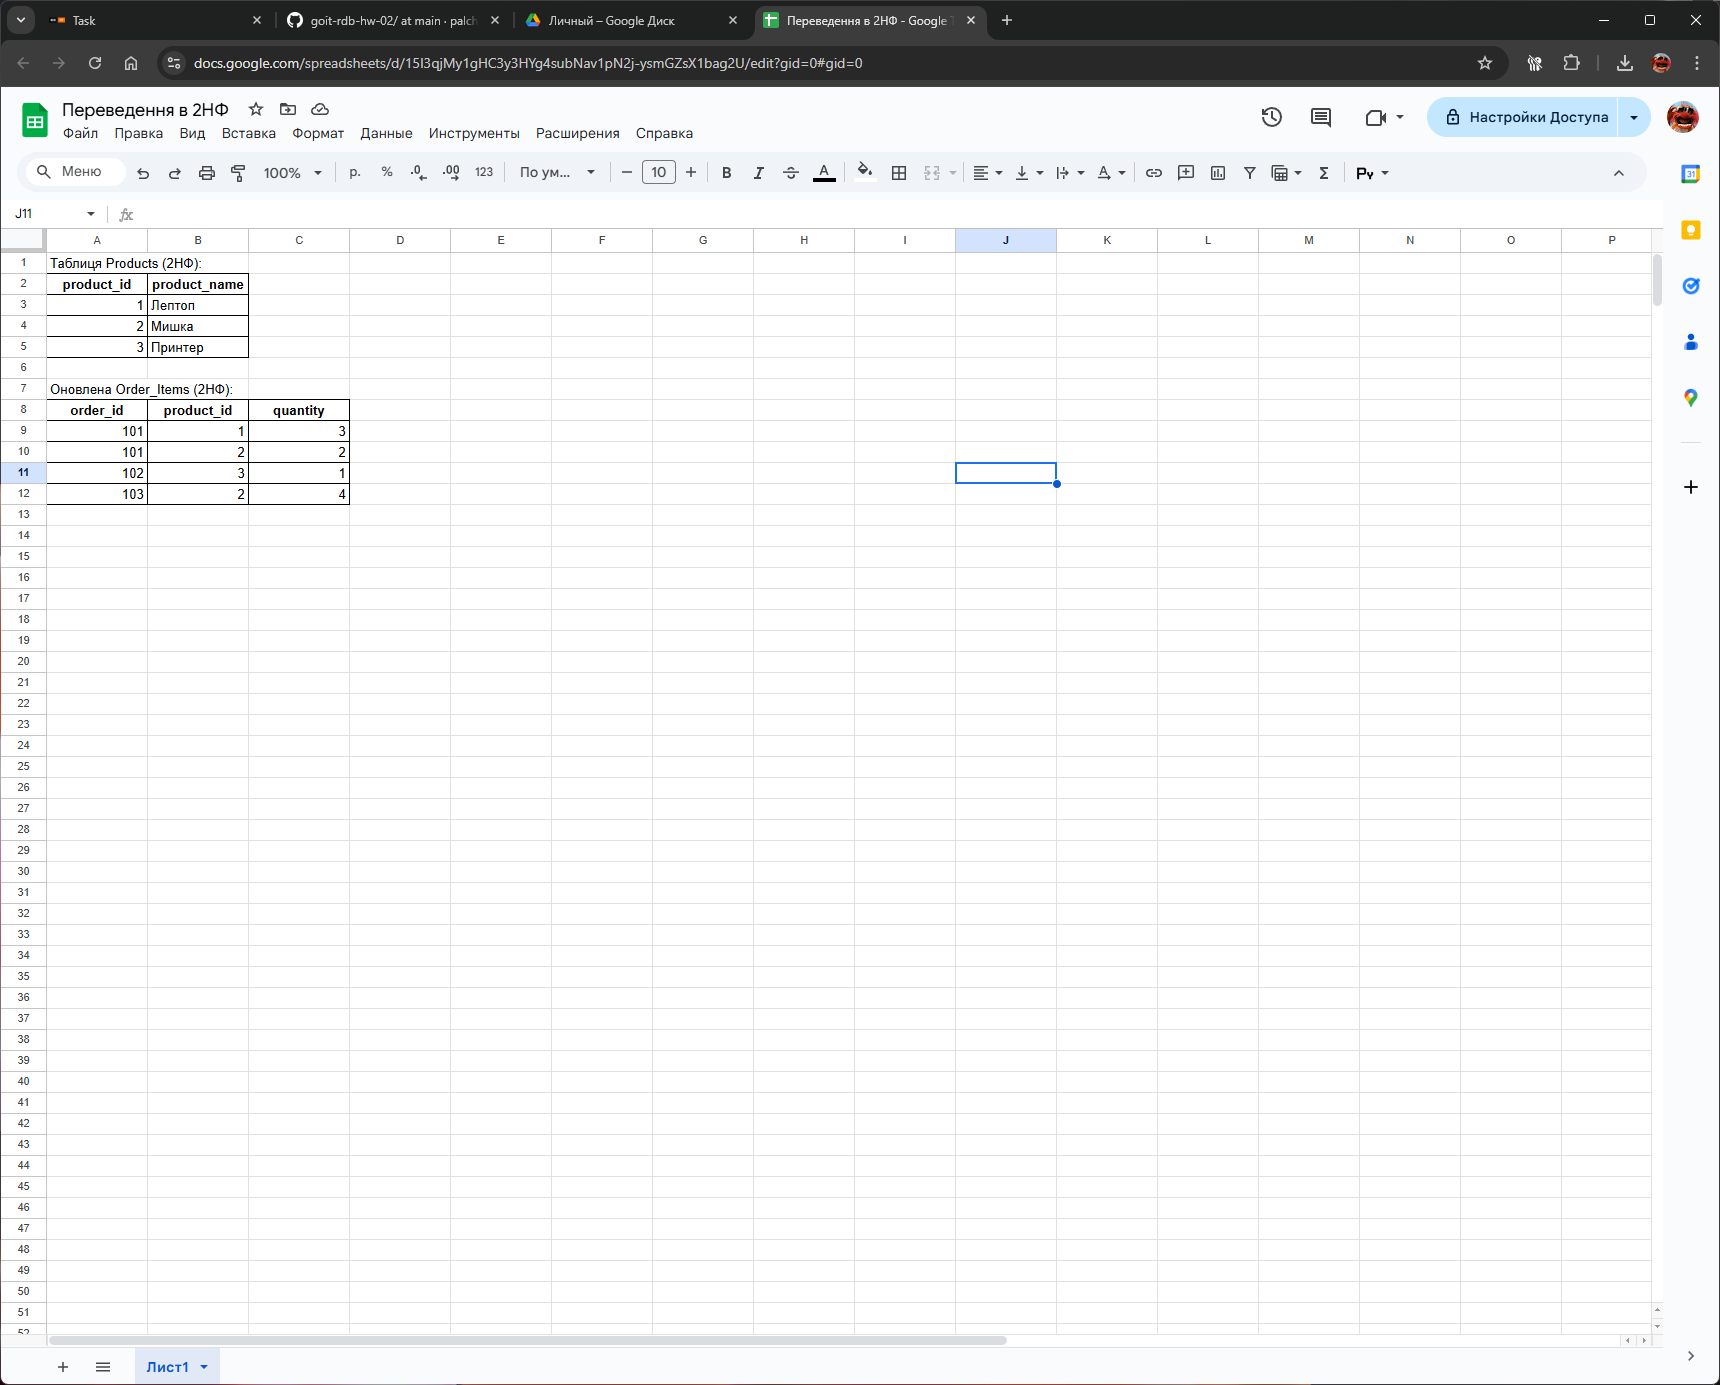 Task
goit-rdb-hw-02/ at main · palch
Личный – Google Диск
Переведення в 2НФ - Google Т
docs.google.com/spreadsheets/d/15I3qjMy1gHC3y3HYg4subNav1pN2j-ysmGZsX1bag2U/edit?gid=0#gid=0
Переведення в 2НФ
Файл Правка Вид Вставка Формат Данные Инструменты Расширения Справка
Настройки Доступа
Меню 100% р. % .0 .00 123 По ум... 10 B I A Σ Ру
31
J11 fx
A B C D E F G H I J K L M N O P
1 Таблиця Products (2НФ):
2 product_id product_name
3 1 Лептоп
4 2 Мишка
5 3 Принтер
6
7 Оновлена Order_Items (2НФ):
8 order_id product_id quantity
9 101 1 3
10 101 2 2
11 102 3 1
12 103 2 4
13
14
15
16
17
18
19
20
21
22
23
24
25
26
27
28
29
30
31
32
33
34
35
36
37
38
39
40
41
42
43
44
45
46
47
48
49
50
51
52
Лист1